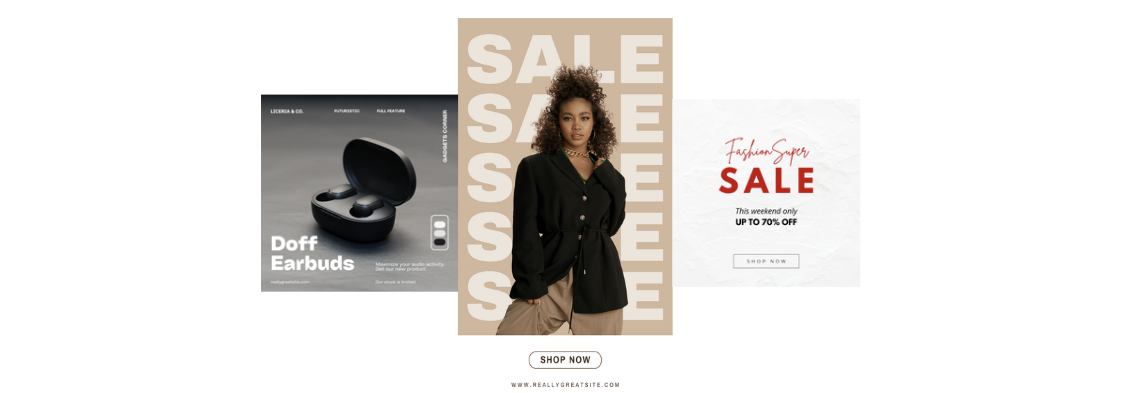 LICERIA & CO.
FUTURISTIC
FULL FEATURE
GADGETS CORNER
Doff
Earbuds
Maximize your audio activity.
Get our new product
reallygreatsite.com
Our stock is limited
SALE
SALE
SALE
SALE
SALE
Fashion Super
SALE
This weekend only
UP TO 70% OFF
SHOP NOW
SHOP NOW
WWW.REALLYGREATSITE.COM